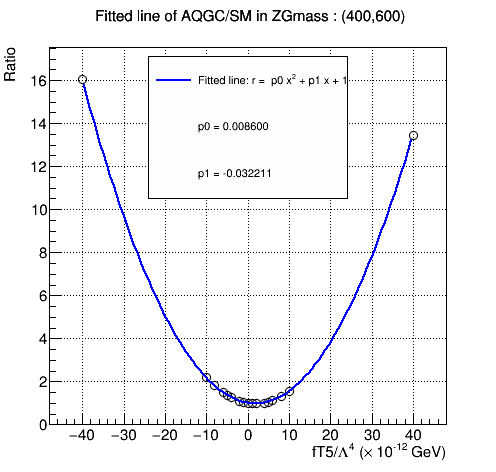 Fitted line of AQGC/SM in ZGmass : (400,600)
Ratio
Fitted line: r = p0 x² + p1 x + 1
p0 = 0.008600
p1 = -0.032211
16
14
12
10
8
6
4
2
0
−40 −30 −20 −10 0 10 20 30 40
fT5/Λ⁴ (× 10⁻¹² GeV)